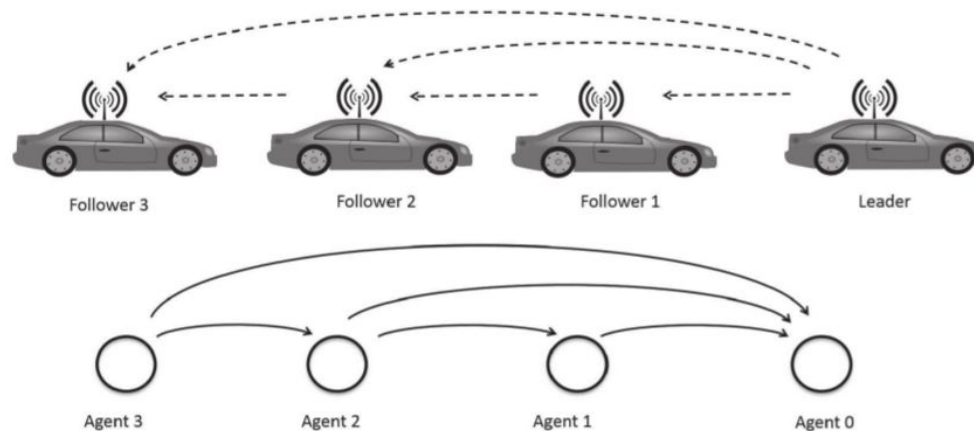 Follower 3
Follower 2
Follower 1
Leader
Agent 3
Agent 2
Agent 1
Agent 0